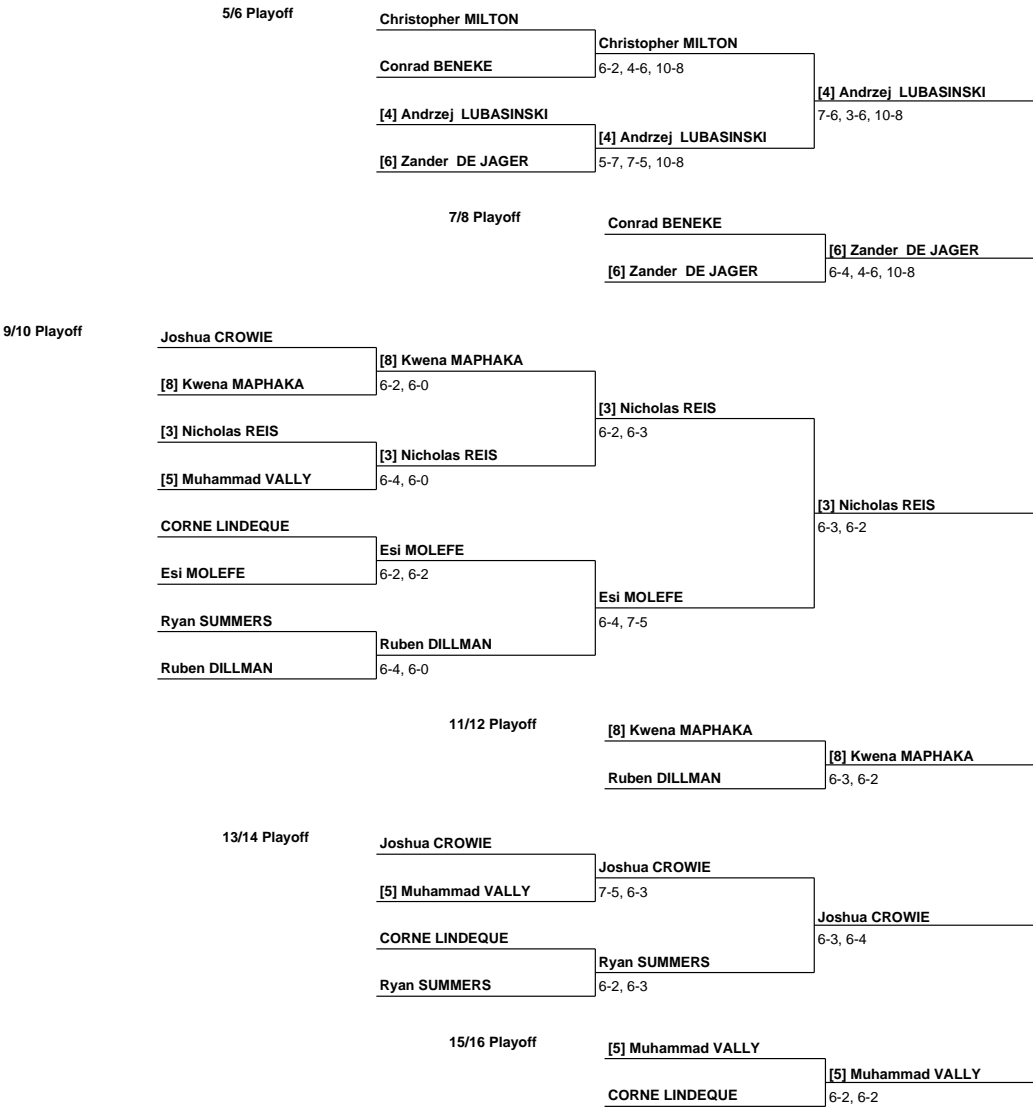 5/6 Playoff
Christopher MILTON
Christopher MILTON
Conrad BENEKE
6-2, 4-6, 10-8
[4] Andrzej  LUBASINSKI
[4] Andrzej  LUBASINSKI
7-6, 3-6, 10-8
[4] Andrzej  LUBASINSKI
[6] Zander  DE JAGER
5-7, 7-5, 10-8
7/8 Playoff
Conrad BENEKE
[6] Zander  DE JAGER
[6] Zander  DE JAGER
6-4, 4-6, 10-8
9/10 Playoff
Joshua CROWIE
[8] Kwena MAPHAKA
[8] Kwena MAPHAKA
6-2, 6-0
[3] Nicholas REIS
[3] Nicholas REIS
6-2, 6-3
[3] Nicholas REIS
[5] Muhammad VALLY
6-4, 6-0
[3] Nicholas REIS
CORNE LINDEQUE
6-3, 6-2
Esi MOLEFE
Esi MOLEFE
6-2, 6-2
Esi MOLEFE
Ryan SUMMERS
6-4, 7-5
Ruben DILLMAN
Ruben DILLMAN
6-4, 6-0
11/12 Playoff
[8] Kwena MAPHAKA
[8] Kwena MAPHAKA
Ruben DILLMAN
6-3, 6-2
13/14 Playoff
Joshua CROWIE
Joshua CROWIE
[5] Muhammad VALLY
7-5, 6-3
Joshua CROWIE
CORNE LINDEQUE
6-3, 6-4
Ryan SUMMERS
Ryan SUMMERS
6-2, 6-3
15/16 Playoff
[5] Muhammad VALLY
[5] Muhammad VALLY
CORNE LINDEQUE
6-2, 6-2